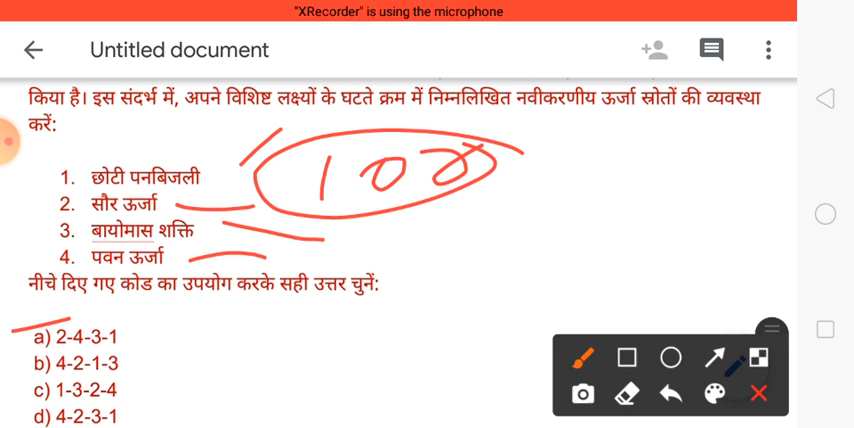 "XRecorder" is using the microphone
Untitled document
किया है। इस संदर्भ में, अपने विशिष्ट लक्ष्यों के घटते क्रम में निम्नलिखित नवीकरणीय ऊर्जा स्रोतों की व्यवस्था
करें:
1. छोटी पनबिजली
100
2. सौर ऊर्जा
3. बायोमास शक्ति
4. पवन ऊर्जा
नीचे दिए गए कोड का उपयोग करके सही उत्तर चुनें:
a) 2-4-3-1
b) 4-2-1-3
c) 1-3-2-4
d) 4-2-3-1